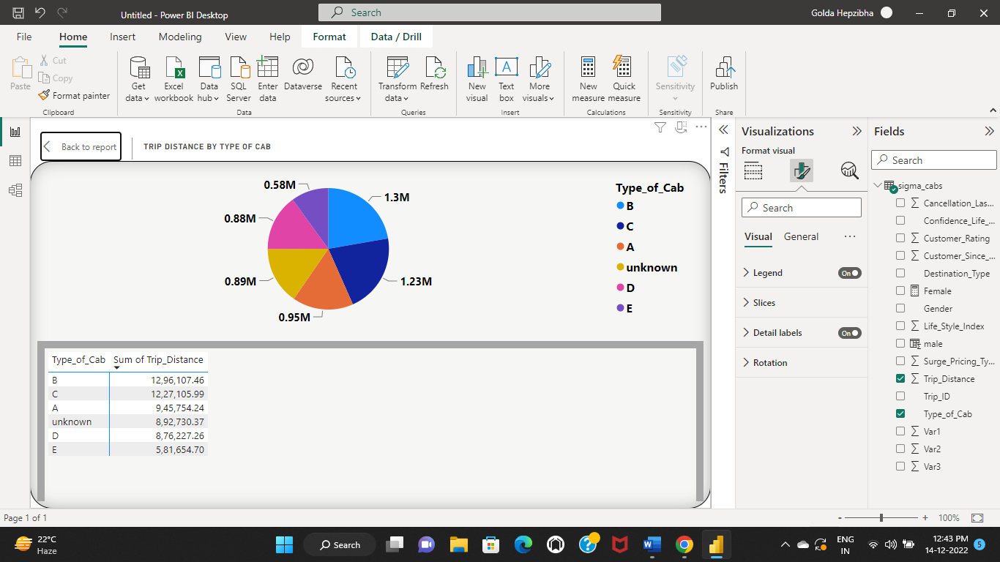 Untitled - Power BI Desktop
Search
Golda Hepzibha
File Home Insert Modeling View Help Format Data / Drill
Paste
Cut
Copy
Format painter
Clipboard
Get data
Excel workbook
Data hub
SQL Server
Enter data
Dataverse
Recent sources
Data
Transform data
Refresh
Queries
New visual
Text box
More visuals
Insert
New measure
Quick measure
Calculations
Sensitivity
Sensitivity
Publish
Share
Back to report
TRIP DISTANCE BY TYPE OF CAB
0.58M
1.3M
0.88M
0.89M
1.23M
0.95M
Type_of_Cab
B
C
A
unknown
D
E
Type_of_Cab Sum of Trip_Distance
B 12,96,107.46
C 12,27,105.99
A 9,45,754.24
unknown 8,92,730.37
D 8,76,227.26
E 5,81,654.70
Filters
Visualizations
Format visual
Search
Visual General
Legend On
Slices
Detail labels On
Rotation
Fields
Search
sigma_cabs
Cancellation_Las...
Confidence_Life_...
Customer_Rating
Customer_Since_...
Destination_Type
Female
Gender
Life_Style_Index
male
Surge_Pricing_Ty...
Trip_Distance
Trip_ID
Type_of_Cab
Var1
Var2
Var3
Page 1 of 1
- + 100%
22°C
Haze
Search
ENG
IN
12:43 PM
14-12-2022
5